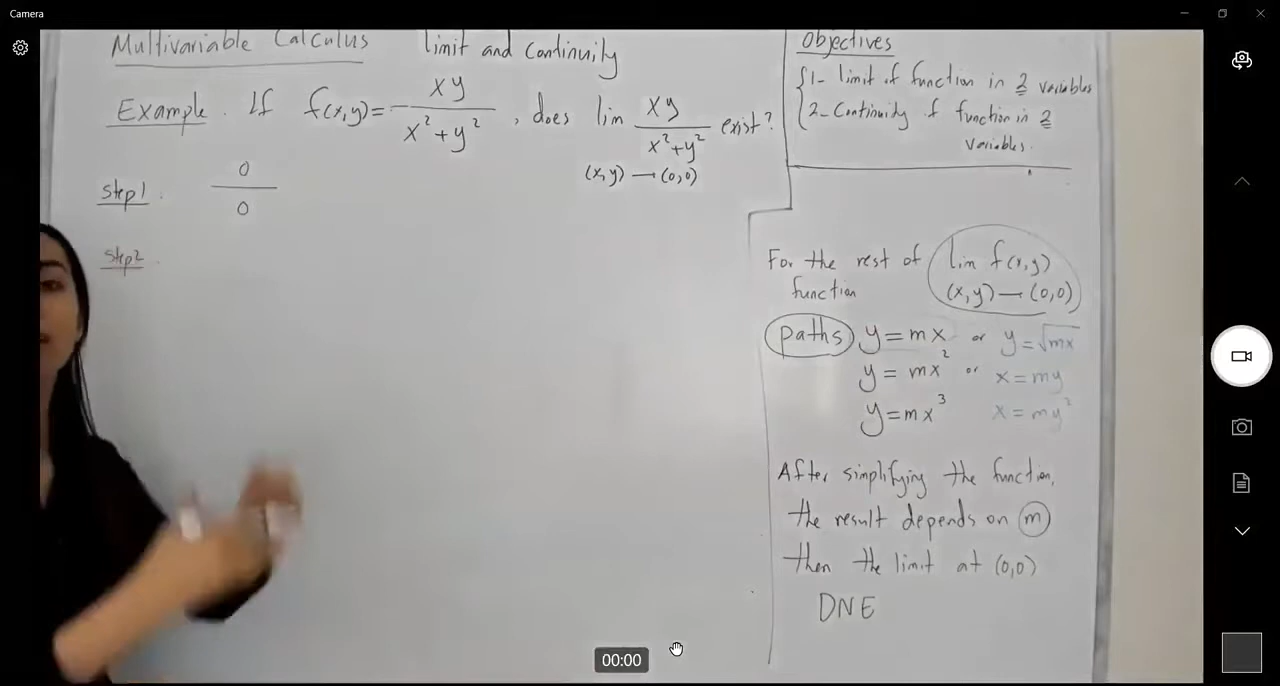 Camera
Multivariable Calculus limit and Continuity
Example. If f(x,y) = xy / x² + y² , does lim xy / x² + y² exist?
(x,y) → (0,0)
Step1. 0 / 0
Step2.
Objectives
1- limit of function in 2 variables
2- Continuity of function in 2
variables.
For the rest of lim f(x,y)
function (x,y) → (0,0)
paths y = mx or y = √mx
y = mx² or x = my
y = mx³ x = my²
After simplifying the function,
the result depends on m
then the limit at (0,0)
DNE
00:00